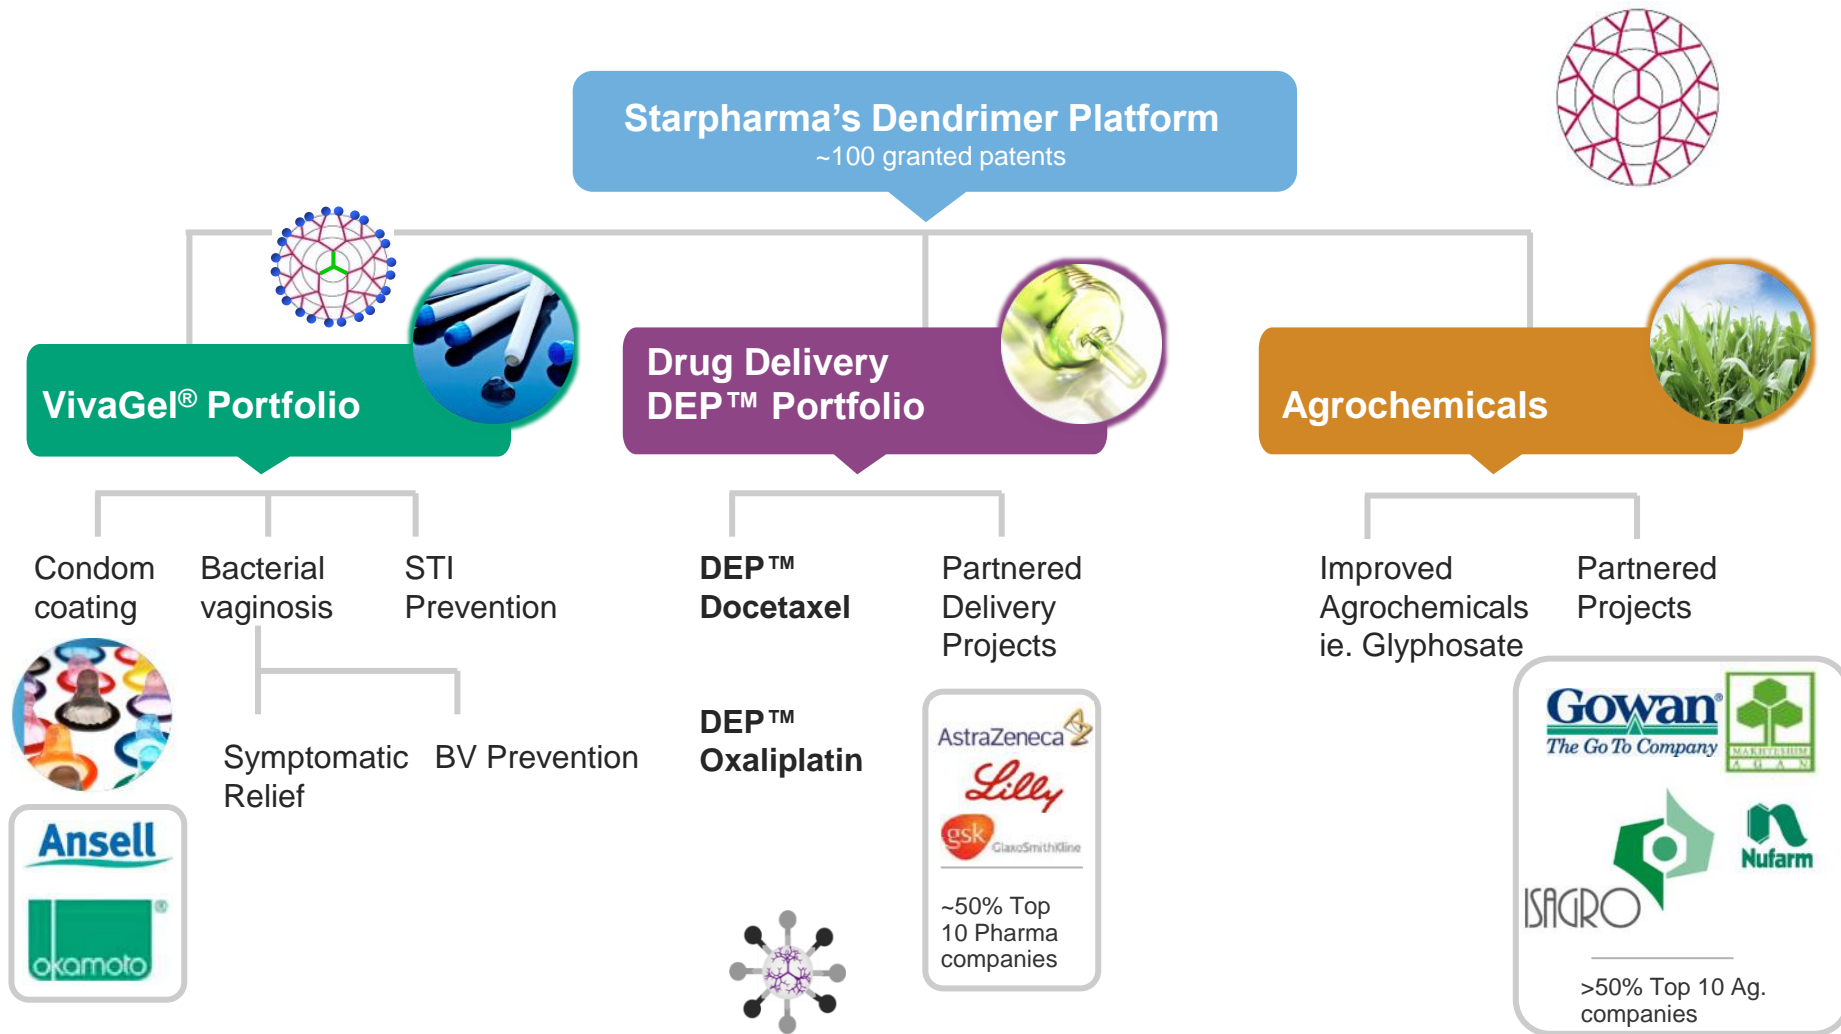 Starpharma’s Dendrimer Platform
~100 granted patents
VivaGel® Portfolio
Drug Delivery
DEP™ Portfolio
Agrochemicals
Condom
coating
Bacterial
vaginosis
STI
Prevention
Symptomatic
Relief
BV Prevention
Ansell
okamoto®
DEP™
Docetaxel
DEP™
Oxaliplatin
Partnered
Delivery
Projects
AstraZeneca
Lilly
gsk
GlaxoSmithKline
~50% Top
10 Pharma
companies
Improved
Agrochemicals
ie. Glyphosate
Partnered
Projects
Gowan®
The Go To Company
MAKHTESHIM
AGAN
ISAGRO
Nufarm
>50% Top 10 Ag.
companies